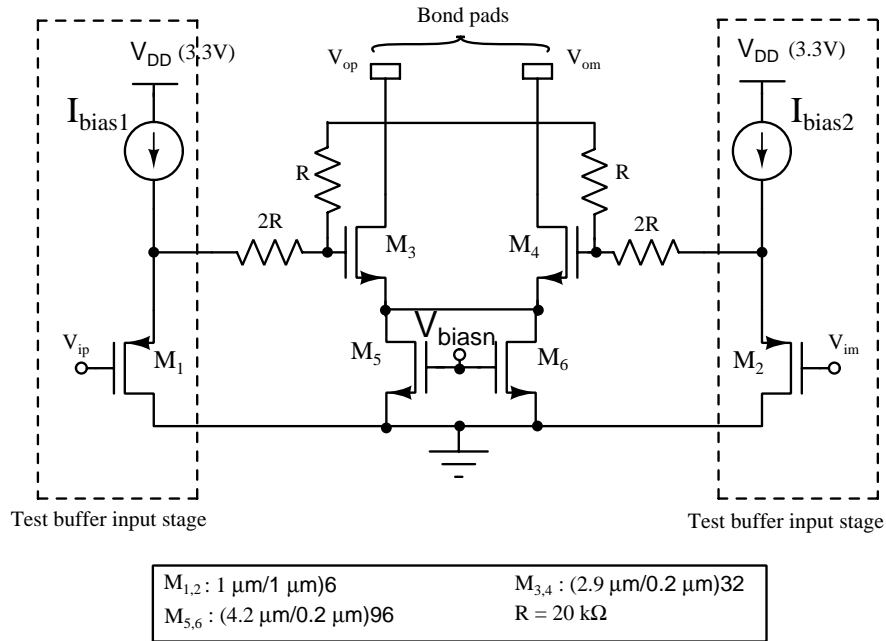 Bond pads
V_DD (3.3V)
V_op
V_om
V_DD (3.3V)
I_bias1
I_bias2
R
R
2R
2R
M_3
M_4
V_biasn
V_ip
M_1
M_5
M_6
M_2
V_im
Test buffer input stage
Test buffer input stage
M_1,2 : 1 μm/1 μm)6
M_3,4 : (2.9 μm/0.2 μm)32
M_5,6 : (4.2 μm/0.2 μm)96
R = 20 kΩ